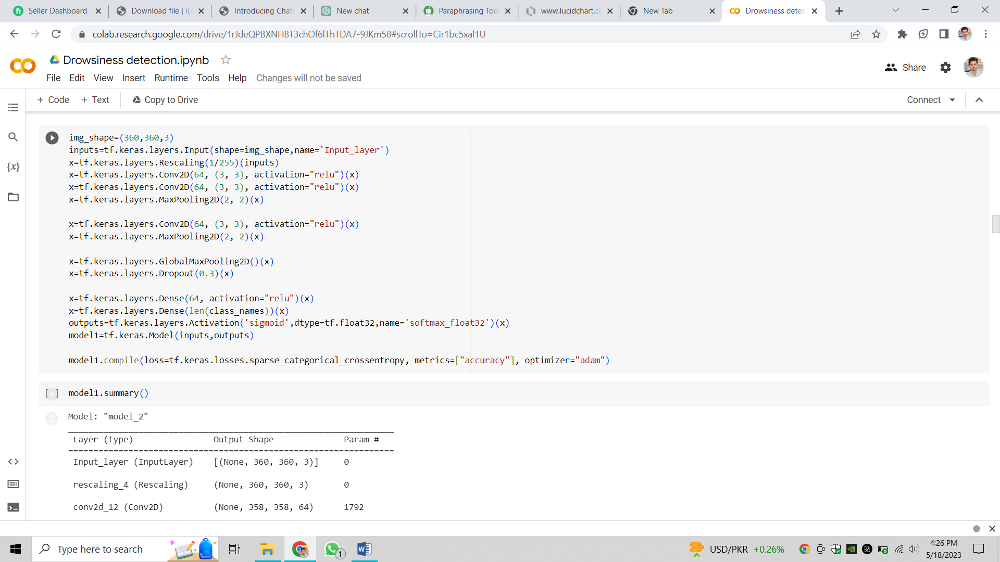 Seller Dashboard
Download file | iL
Introducing Chat
New chat
Paraphrasing Too
www.lucidchart.c
New Tab
Drowsiness detec
colab.research.google.com/drive/1rJdeQPBXNH8T3chOf6lThTDA7-9JKm58#scrollTo=Cir1bc5xal1U
Drowsiness detection.ipynb
Share
File Edit View Insert Runtime Tools Help Changes will not be saved
+ Code + Text Copy to Drive Connect
img_shape=(360,360,3)
inputs=tf.keras.layers.Input(shape=img_shape,name='Input_layer')
x=tf.keras.layers.Rescaling(1/255)(inputs)
x=tf.keras.layers.Conv2D(64, (3, 3), activation="relu")(x)
x=tf.keras.layers.Conv2D(64, (3, 3), activation="relu")(x)
x=tf.keras.layers.MaxPooling2D(2, 2)(x)
x=tf.keras.layers.Conv2D(64, (3, 3), activation="relu")(x)
x=tf.keras.layers.MaxPooling2D(2, 2)(x)
x=tf.keras.layers.GlobalMaxPooling2D()(x)
x=tf.keras.layers.Dropout(0.3)(x)
x=tf.keras.layers.Dense(64, activation="relu")(x)
x=tf.keras.layers.Dense(len(class_names))(x)
outputs=tf.keras.layers.Activation('sigmoid',dtype=tf.float32,name='softmax_float32')(x)
model1=tf.keras.Model(inputs,outputs)
model1.compile(loss=tf.keras.losses.sparse_categorical_crossentropy, metrics=["accuracy"], optimizer="adam")
[ ] model1.summary()
Model: "model_2"
Layer (type) Output Shape Param #
=================================================================
Input_layer (InputLayer) [(None, 360, 360, 3)] 0
rescaling_4 (Rescaling) (None, 360, 360, 3) 0
conv2d_12 (Conv2D) (None, 358, 358, 64) 1792
Type here to search
1
USD/PKR +0.26%
4:26 PM
5/18/2023